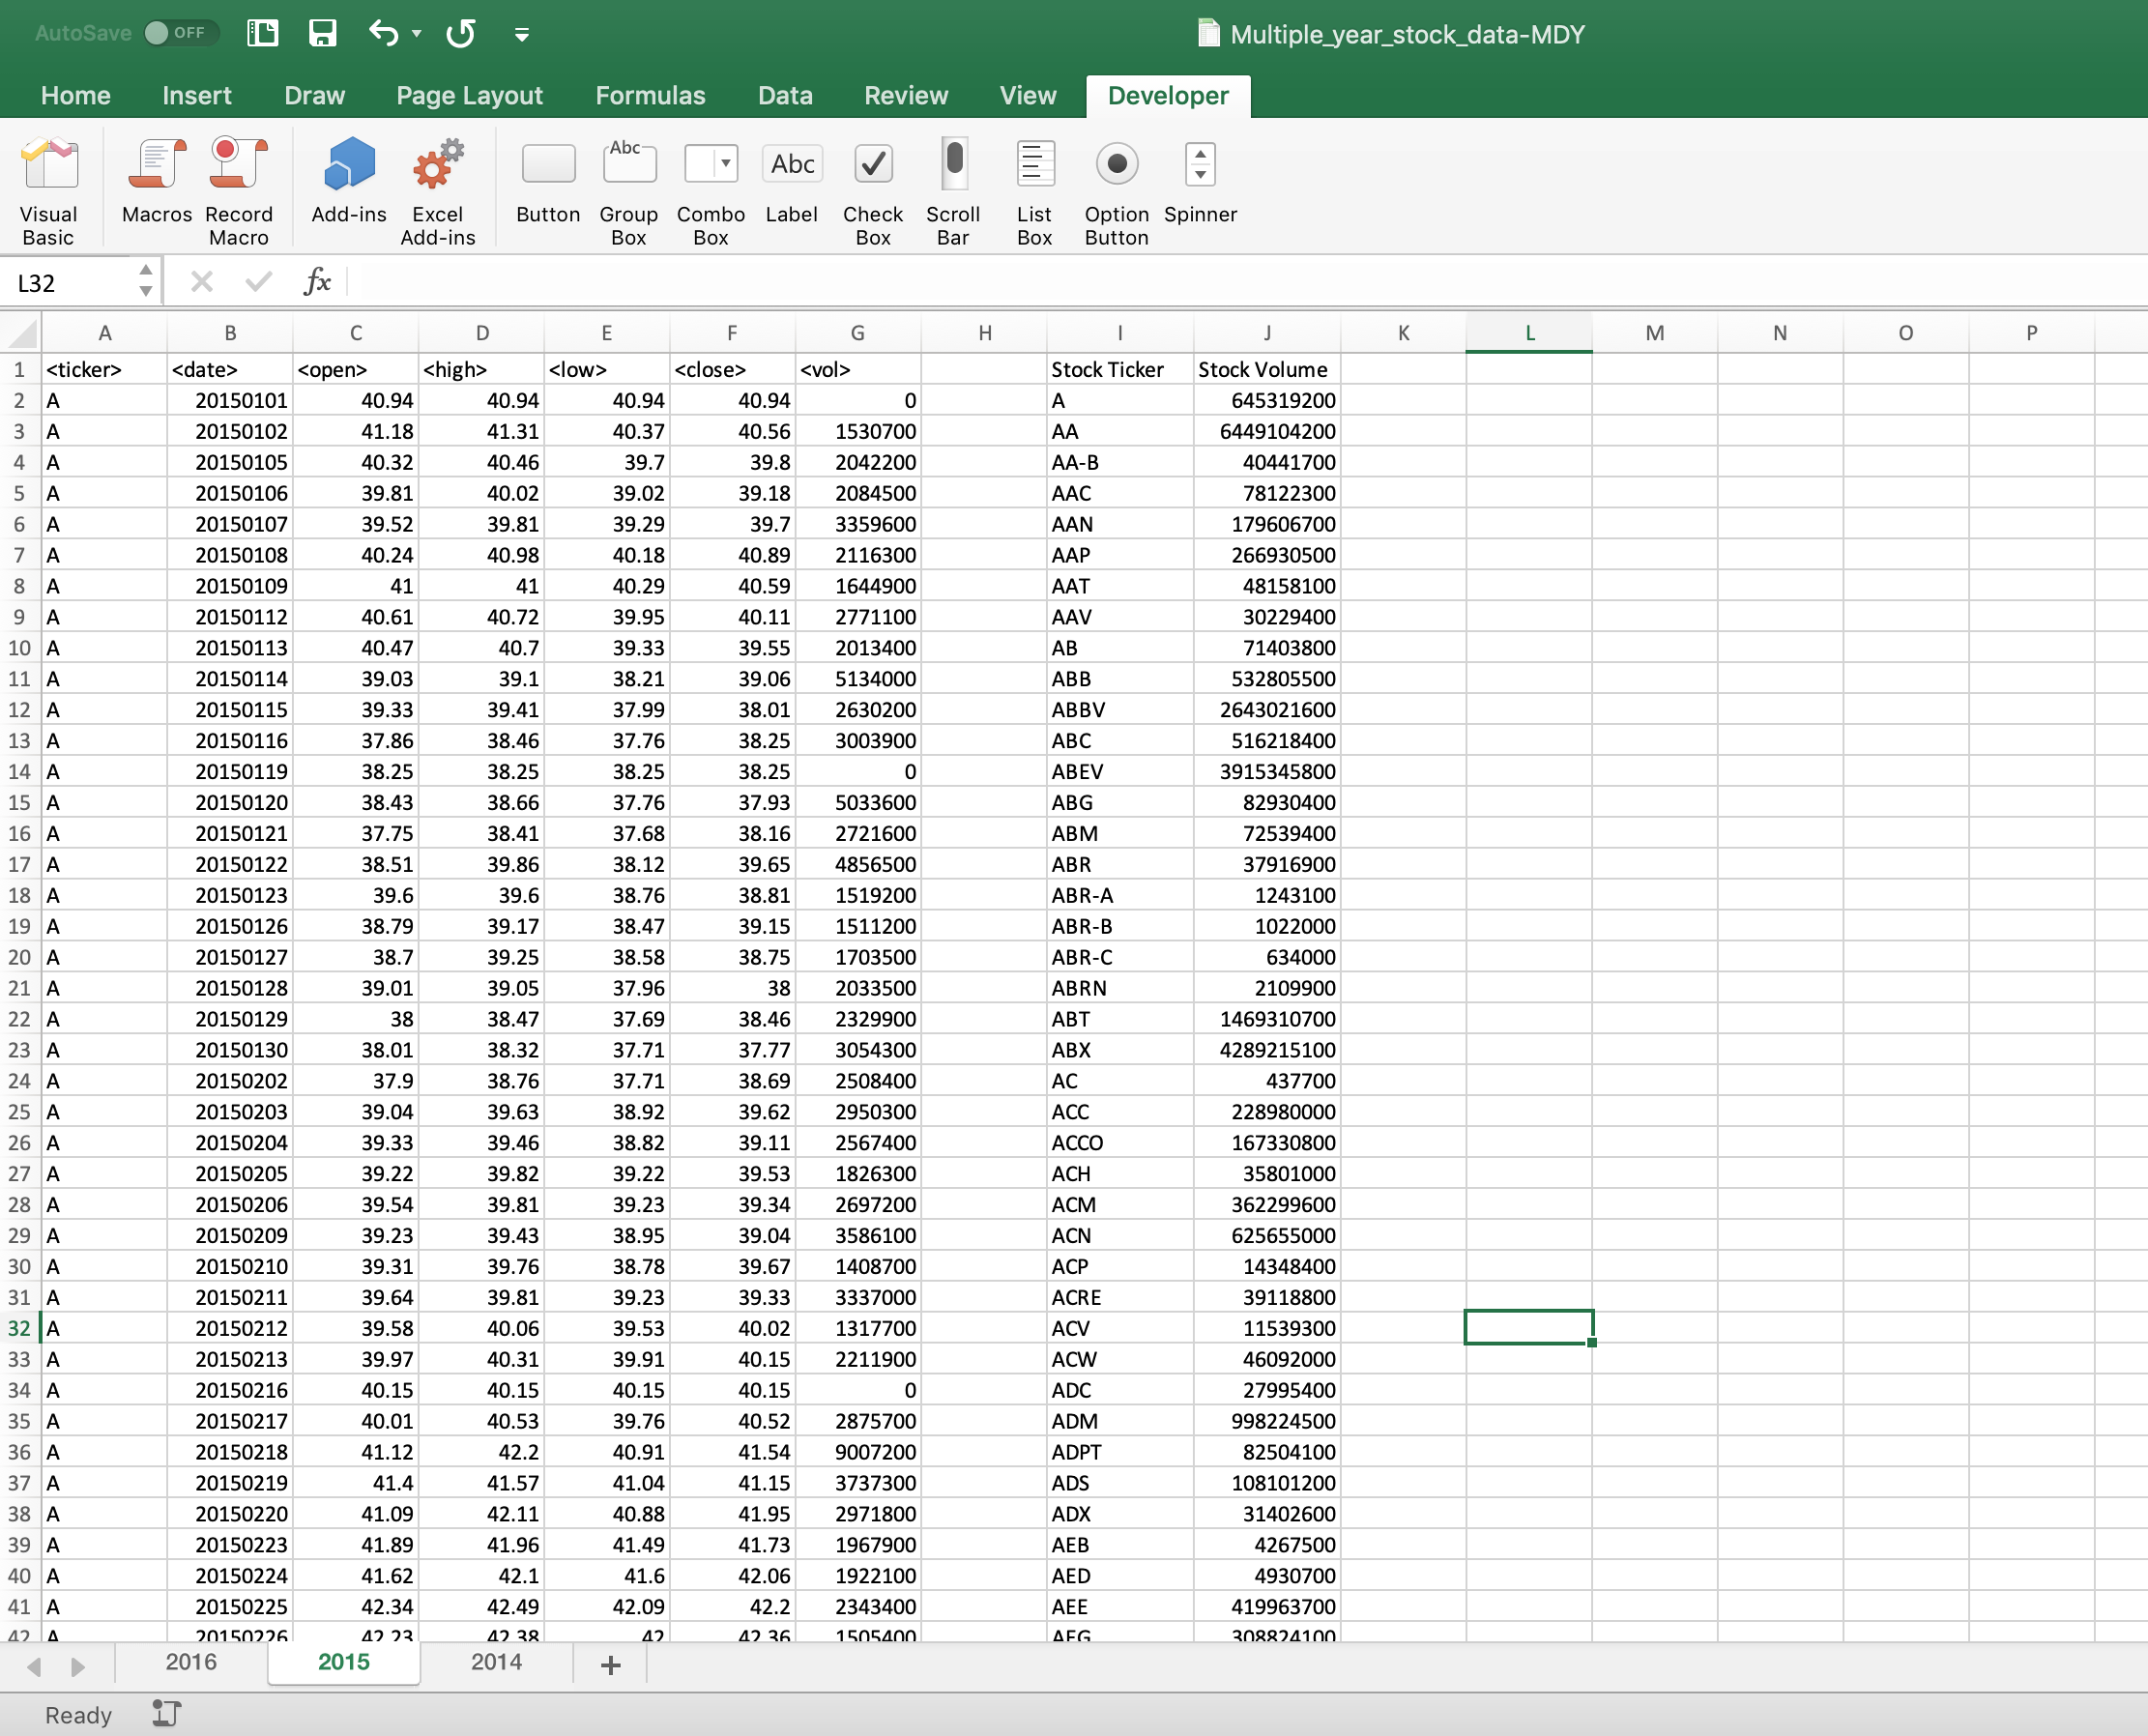 AutoSave OFF Multiple_year_stock_data-MDY
Home Insert Draw Page Layout Formulas Data Review View Developer
Abc Abc
Visual Basic Macros Record Macro Add-ins Excel Add-ins Button Group Box Combo Box Label Check Box Scroll Bar List Box Option Button Spinner
L32 fx
A B C D E F G H I J K L M N O P
1 <ticker> <date> <open> <high> <low> <close> <vol> Stock Ticker Stock Volume
2 A 20150101 40.94 40.94 40.94 40.94 0 A 645319200
3 A 20150102 41.18 41.31 40.37 40.56 1530700 AA 6449104200
4 A 20150105 40.32 40.46 39.7 39.8 2042200 AA-B 40441700
5 A 20150106 39.81 40.02 39.02 39.18 2084500 AAC 78122300
6 A 20150107 39.52 39.81 39.29 39.7 3359600 AAN 179606700
7 A 20150108 40.24 40.98 40.18 40.89 2116300 AAP 266930500
8 A 20150109 41 41 40.29 40.59 1644900 AAT 48158100
9 A 20150112 40.61 40.72 39.95 40.11 2771100 AAV 30229400
10 A 20150113 40.47 40.7 39.33 39.55 2013400 AB 71403800
11 A 20150114 39.03 39.1 38.21 39.06 5134000 ABB 532805500
12 A 20150115 39.33 39.41 37.99 38.01 2630200 ABBV 2643021600
13 A 20150116 37.86 38.46 37.76 38.25 3003900 ABC 516218400
14 A 20150119 38.25 38.25 38.25 38.25 0 ABEV 3915345800
15 A 20150120 38.43 38.66 37.76 37.93 5033600 ABG 82930400
16 A 20150121 37.75 38.41 37.68 38.16 2721600 ABM 72539400
17 A 20150122 38.51 39.86 38.12 39.65 4856500 ABR 37916900
18 A 20150123 39.6 39.6 38.76 38.81 1519200 ABR-A 1243100
19 A 20150126 38.79 39.17 38.47 39.15 1511200 ABR-B 1022000
20 A 20150127 38.7 39.25 38.58 38.75 1703500 ABR-C 634000
21 A 20150128 39.01 39.05 37.96 38 2033500 ABRN 2109900
22 A 20150129 38 38.47 37.69 38.46 2329900 ABT 1469310700
23 A 20150130 38.01 38.32 37.71 37.77 3054300 ABX 4289215100
24 A 20150202 37.9 38.76 37.71 38.69 2508400 AC 437700
25 A 20150203 39.04 39.63 38.92 39.62 2950300 ACC 228980000
26 A 20150204 39.33 39.46 38.82 39.11 2567400 ACCO 167330800
27 A 20150205 39.22 39.82 39.22 39.53 1826300 ACH 35801000
28 A 20150206 39.54 39.81 39.23 39.34 2697200 ACM 362299600
29 A 20150209 39.23 39.43 38.95 39.04 3586100 ACN 625655000
30 A 20150210 39.31 39.76 38.78 39.67 1408700 ACP 14348400
31 A 20150211 39.64 39.81 39.23 39.33 3337000 ACRE 39118800
32 A 20150212 39.58 40.06 39.53 40.02 1317700 ACV 11539300
33 A 20150213 39.97 40.31 39.91 40.15 2211900 ACW 46092000
34 A 20150216 40.15 40.15 40.15 40.15 0 ADC 27995400
35 A 20150217 40.01 40.53 39.76 40.52 2875700 ADM 998224500
36 A 20150218 41.12 42.2 40.91 41.54 9007200 ADPT 82504100
37 A 20150219 41.4 41.57 41.04 41.15 3737300 ADS 108101200
38 A 20150220 41.09 42.11 40.88 41.95 2971800 ADX 31402600
39 A 20150223 41.89 41.96 41.49 41.73 1967900 AEB 4267500
40 A 20150224 41.62 42.1 41.6 42.06 1922100 AED 4930700
41 A 20150225 42.34 42.49 42.09 42.2 2343400 AEE 419963700
42 A 20150226 42.23 42.38 42 42.36 1505400 AEG 308824100
2016 2015 2014 +
Ready